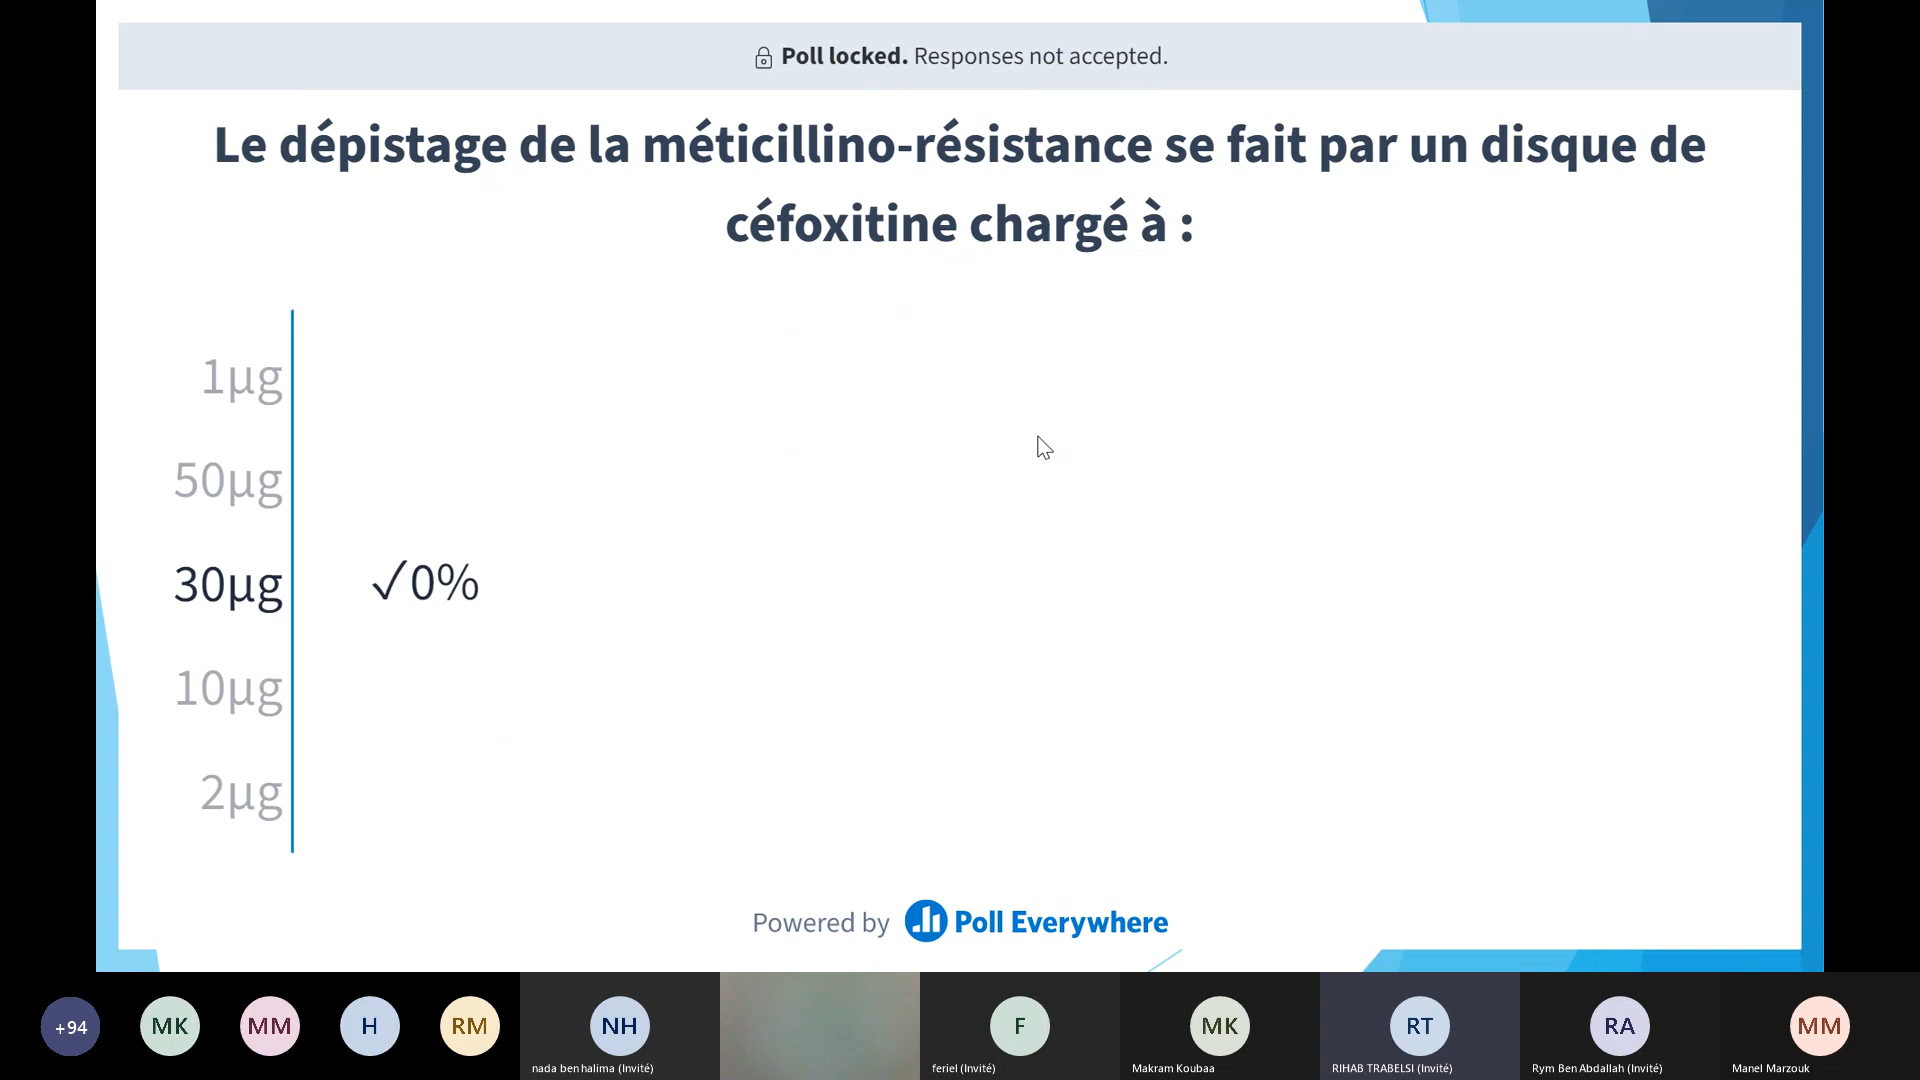 Poll locked. Responses not accepted.
Le dépistage de la méticillino-résistance se fait par un disque de
céfoxitine chargé à :
1µg
50µg
30µg ✓0%
10µg
2µg
Powered by Poll Everywhere
+94 MK MM H RM NH F MK RT RA MM
nada ben halima (Invité) feriel (Invité) Makram Koubaa RIHAB TRABELSI (Invité) Rym Ben Abdallah (Invité) Manel Marzouk